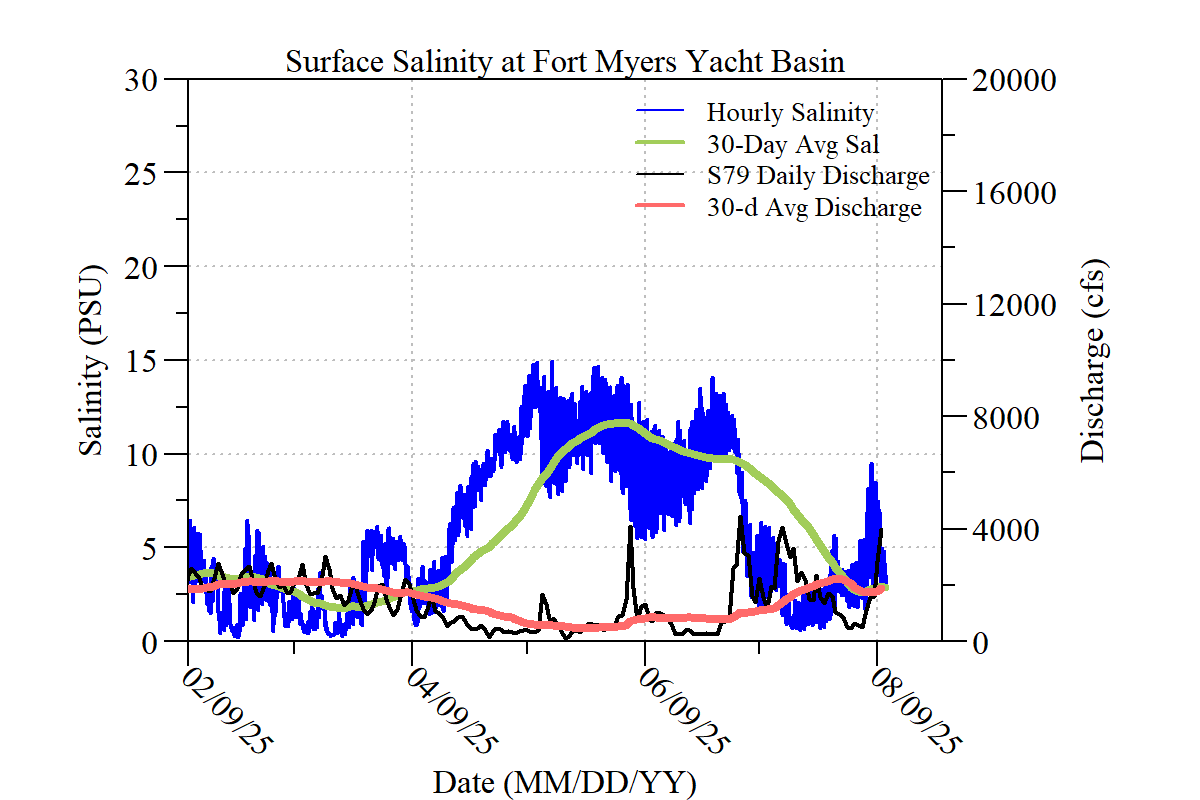 Surface Salinity at Fort Myers Yacht Basin
30
25
20
15
10
5
0
Salinity (PSU)
Hourly Salinity
30-Day Avg Sal
S79 Daily Discharge
30-d Avg Discharge
20000
16000
12000
8000
4000
0
Discharge (cfs)
02/09/25
04/09/25
06/09/25
08/09/25
Date (MM/DD/YY)